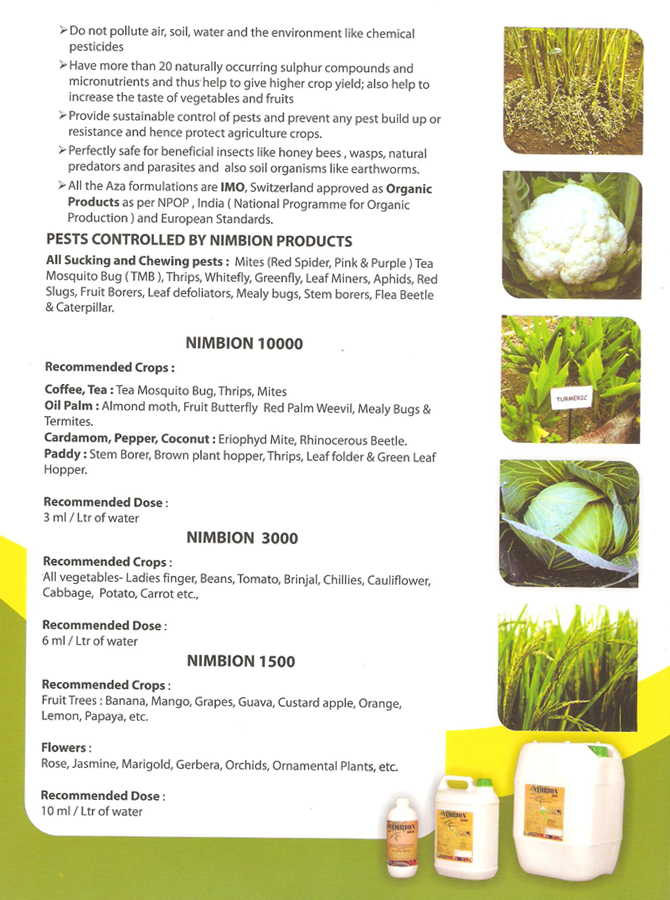 ➢Do not pollute air, soil, water and the environment like chemical
pesticides
➢Have more than 20 naturally occurring sulphur compounds and
micronutrients and thus help to give higher crop yield; also help to
increase the taste of vegetables and fruits
➢Provide sustainable control of pests and prevent any pest build up or
resistance and hence protect agriculture crops.
➢Perfectly safe for beneficial insects like honey bees , wasps, natural
predators and parasites and also soil organisms like earthworms.
➢All the Aza formulations are IMO, Switzerland approved as Organic
Products as per NPOP , India ( National Programme for Organic
Production ) and European Standards.
PESTS CONTROLLED BY NIMBION PRODUCTS
All Sucking and Chewing pests : Mites (Red Spider, Pink & Purple ) Tea
Mosquito Bug ( TMB ), Thrips, Whitefly, Greenfly, Leaf Miners, Aphids, Red
Slugs, Fruit Borers, Leaf defoliators, Mealy bugs, Stem borers, Flea Beetle
& Caterpillar.
NIMBION 10000
Recommended Crops :
Coffee, Tea : Tea Mosquito Bug, Thrips, Mites
Oil Palm : Almond moth, Fruit Butterfly Red Palm Weevil, Mealy Bugs &
Termites.
Cardamom, Pepper, Coconut : Eriophyd Mite, Rhinocerous Beetle.
Paddy : Stem Borer, Brown plant hopper, Thrips, Leaf folder & Green Leaf
Hopper.
Recommended Dose :
3 ml / Ltr of water
NIMBION 3000
Recommended Crops :
All vegetables- Ladies finger, Beans, Tomato, Brinjal, Chillies, Cauliflower,
Cabbage, Potato, Carrot etc.,
Recommended Dose :
6 ml / Ltr of water
NIMBION 1500
Recommended Crops :
Fruit Trees : Banana, Mango, Grapes, Guava, Custard apple, Orange,
Lemon, Papaya, etc.
Flowers :
Rose, Jasmine, Marigold, Gerbera, Orchids, Ornamental Plants, etc.
Recommended Dose :
10 ml / Ltr of water
TURMERIC
NIMBION
NIMBION
NIMBION